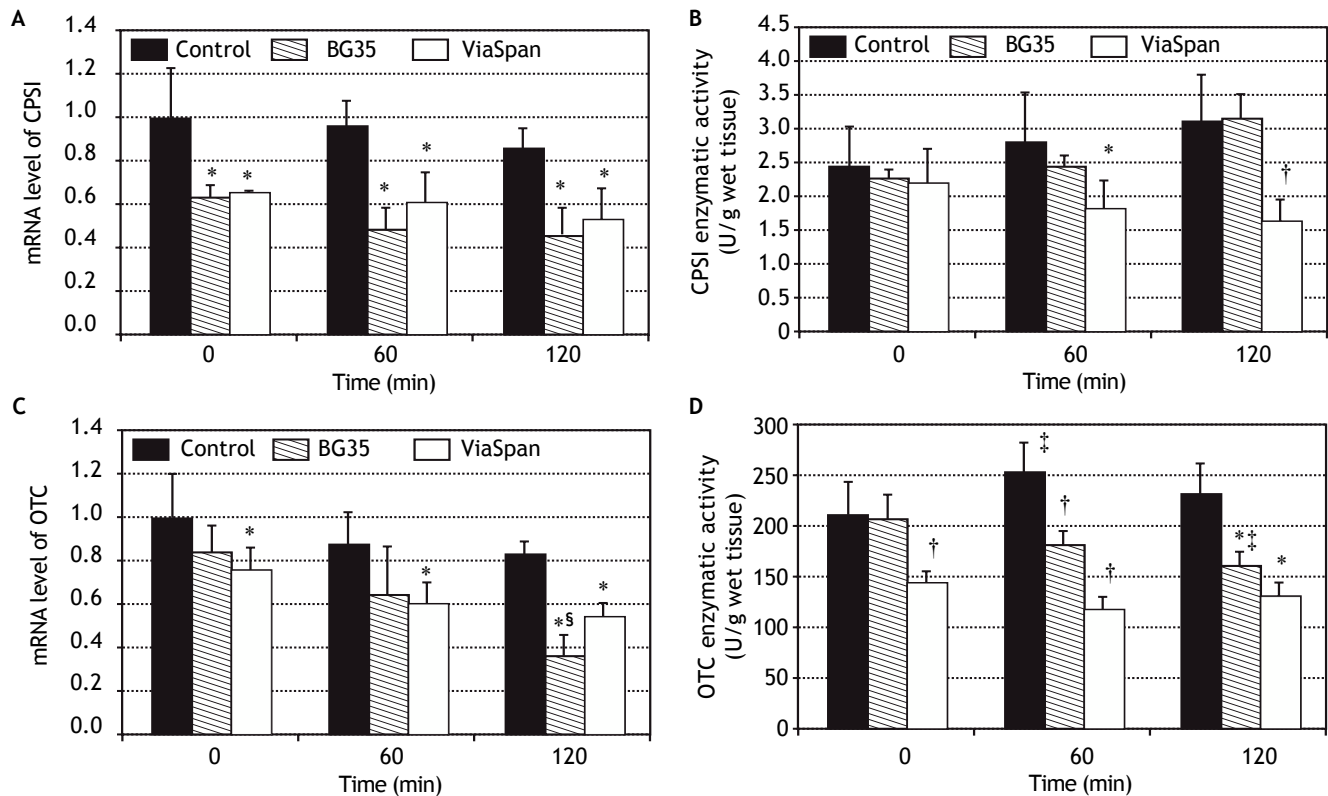 A
mRNA level of CPSI
1.4
1.2
1.0
0.8
0.6
0.4
0.2
0.0
Control BG35 ViaSpan
* *
* *
* *
0 60 120
Time (min)
B
CPSI enzymatic activity
(U/g wet tissue)
4.5
4.0
3.5
3.0
2.5
2.0
1.5
1.0
0.5
0
Control BG35 ViaSpan
*
†
0 60 120
Time (min)
C
mRNA level of OTC
1.4
1.2
1.0
0.8
0.6
0.4
0.2
0.0
Control BG35 ViaSpan
*
*
*§ *
0 60 120
Time (min)
D
OTC enzymatic activity
(U/g wet tissue)
300
250
200
150
100
50
0
†
‡ † †
*‡ *
0 60 120
Time (min)